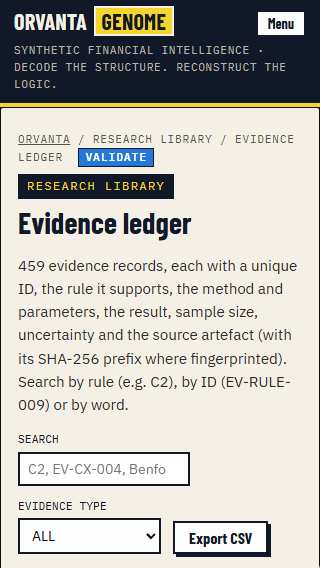 ORVANTA GENOME
Menu
SYNTHETIC FINANCIAL INTELLIGENCE ·
DECODE THE STRUCTURE. RECONSTRUCT THE
LOGIC.
ORVANTA / RESEARCH LIBRARY / EVIDENCE
LEDGER VALIDATE
RESEARCH LIBRARY
Evidence ledger
459 evidence records, each with a unique
ID, the rule it supports, the method and
parameters, the result, sample size,
uncertainty and the source artefact (with
its SHA-256 prefix where fingerprinted).
Search by rule (e.g. C2), by ID (EV-RULE-
009) or by word.
SEARCH
C2, EV-CX-004, Benfo
EVIDENCE TYPE
ALL
Export CSV